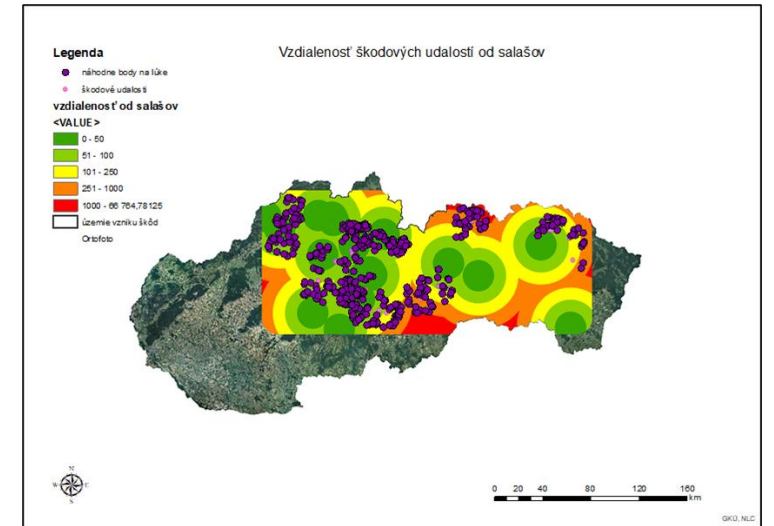 Vzdialenosť škodových udalostí od salašov
Legenda
náhodne body na lúke
škodové udalosti
vzdialenosť od salašov
<VALUE>
0 - 50
51 - 100
101 - 250
251 - 1000
1000 - 66 764,78125
územie vzniku škôd
Ortofoto
N
W E
S
0 20 40 80 120 160
km
GKÚ, NLC